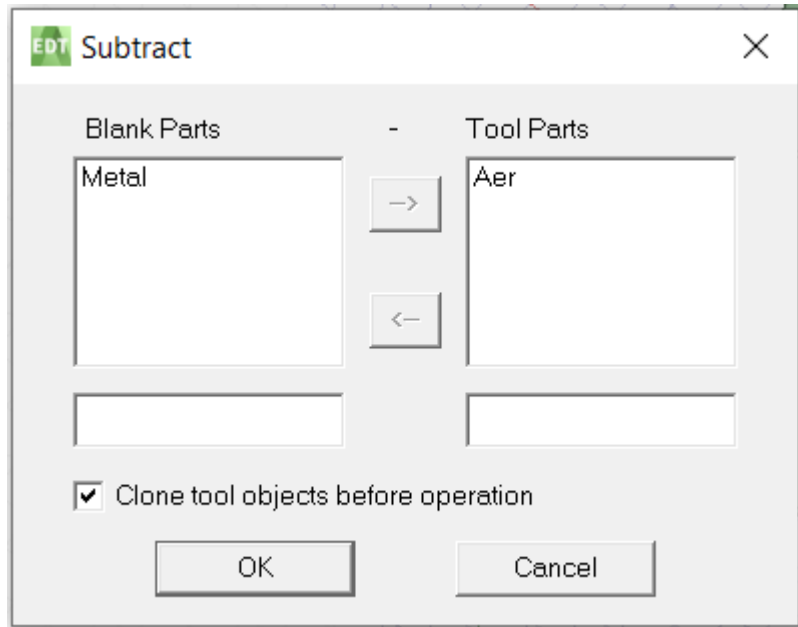 EDT Subtract
Blank Parts - Tool Parts
Metal
Aer
-->
<--
Clone tool objects before operation
OK Cancel